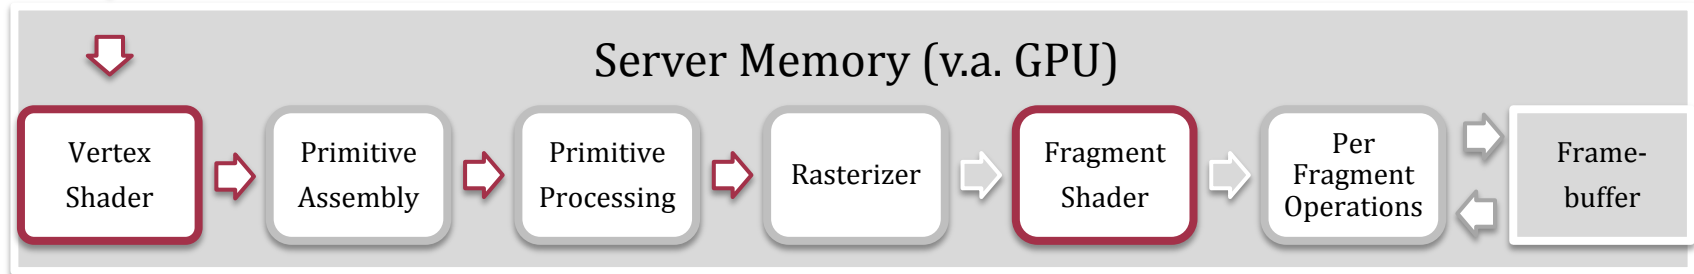 Server Memory (v.a. GPU)
Vertex
Shader
Primitive
Assembly
Primitive
Processing
Rasterizer
Fragment
Shader
Per
Fragment
Operations
Frame-
buffer